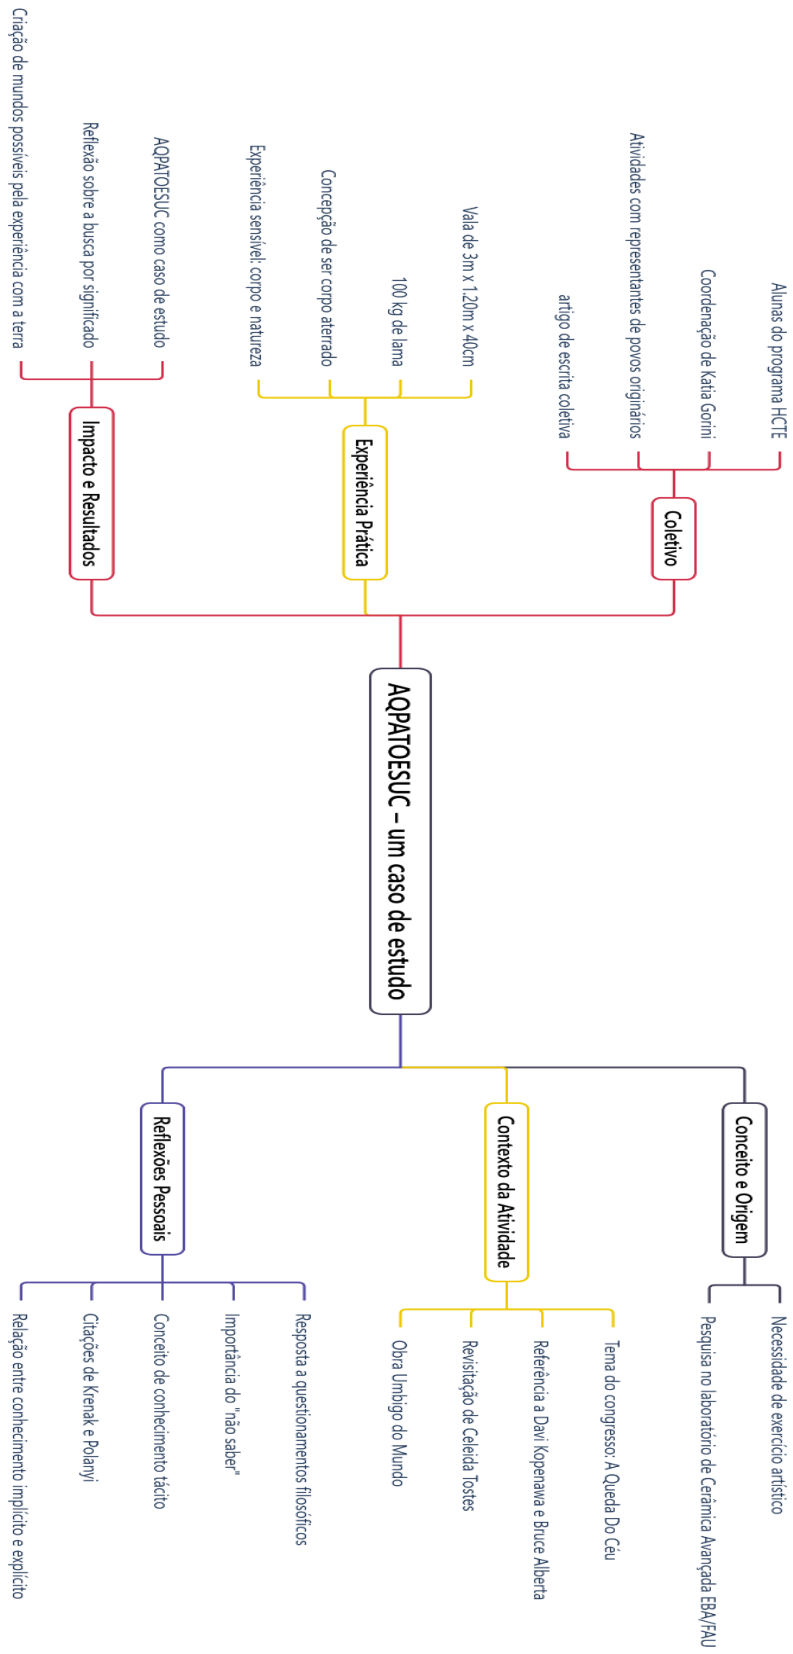 AQPATOESUC – um caso de estudo
Conceito e Origem
Necessidade de exercício artístico
Pesquisa no laboratório de Cerâmica Avançada EBA/FAU
Contexto da Atividade
Tema do congresso: A Queda Do Céu
Referência a Davi Kopenawa e Bruce Alberta
Revisitação de Celeida Tostes
Obra Umbigo do Mundo
Reflexões Pessoais
Resposta a questionamentos filosóficos
Importância do "não saber"
Conceito de conhecimento tácito
Citações de Krenak e Polanyi
Relação entre conhecimento implícito e explícito
Coletivo
Alunas do programa HCTE
Coordenação de Katia Gorini
Atividades com representantes de povos originários
artigo de escrita coletiva
Experiência Prática
Vala de 3m x 1.20m x 40cm
100 kg de lama
Concepção de ser corpo aterrado
Experiência sensível: corpo e natureza
Impacto e Resultados
AQPATOESUC como caso de estudo
Reflexão sobre a busca por significado
Criação de mundos possíveis pela experiência com a terra